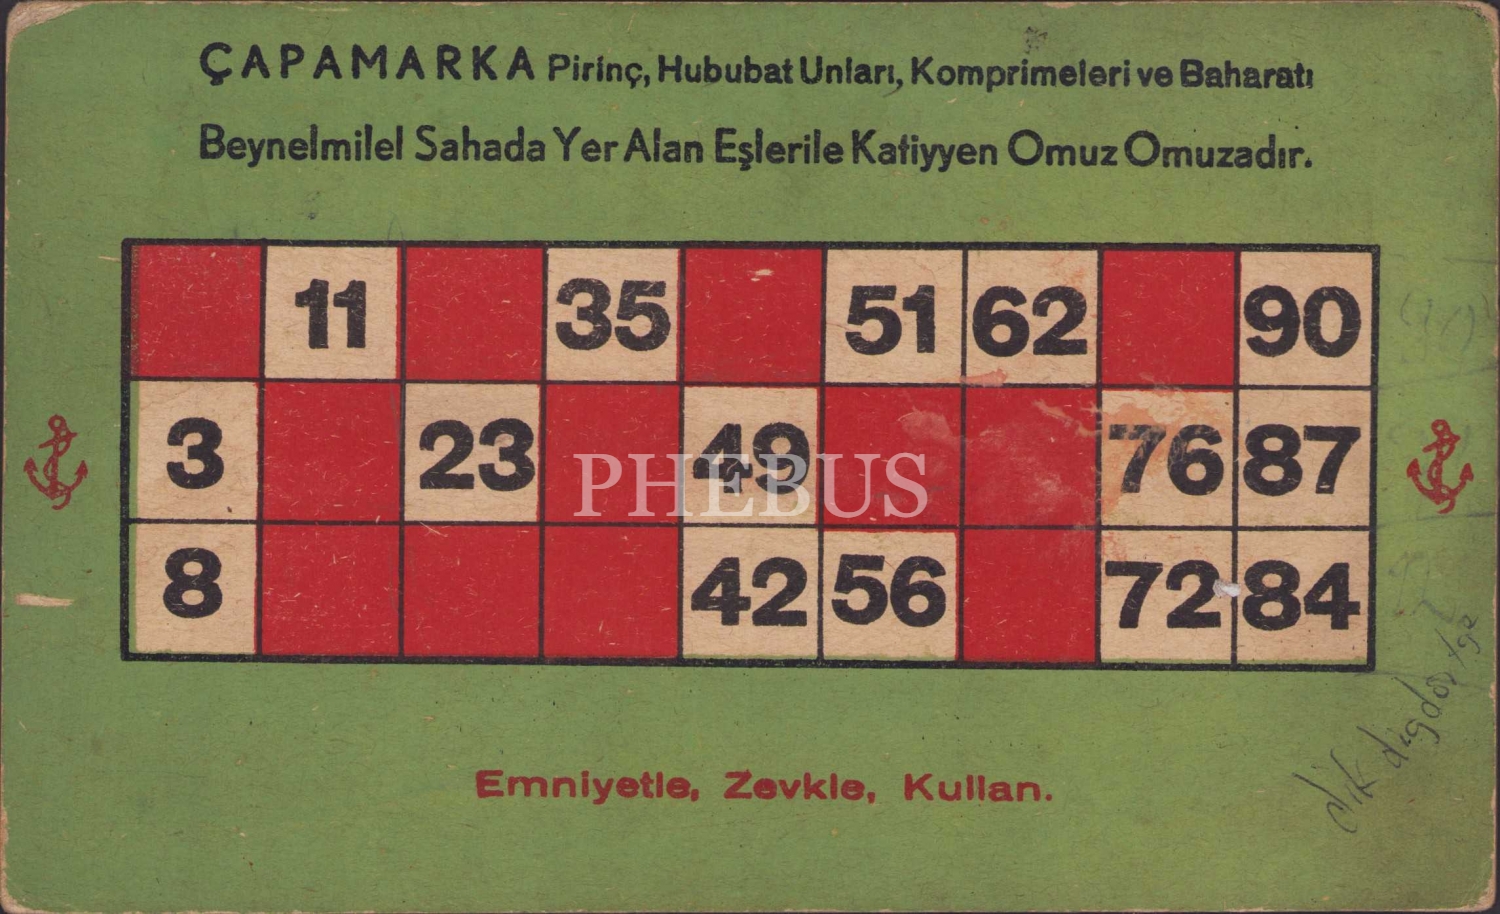 ÇAPAMARKA Pirinç, Hububat Unları, Komprimeleri ve Baharatı
Beynelmilel Sahada Yer Alan Eşlerile Katiyyen Omuz Omuzadır.
11 35 51 62 90
3 23 49 76 87
8 42 56 72 84
PHEBUS
Emniyetle, Zevkle, Kullan.